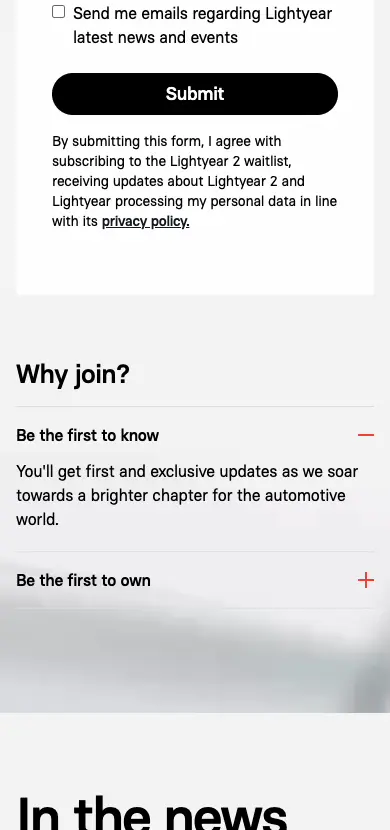 Send me emails regarding Lightyear
latest news and events
Submit
By submitting this form, I agree with
subscribing to the Lightyear 2 waitlist,
receiving updates about Lightyear 2 and
Lightyear processing my personal data in line
with its privacy policy.
Why join?
Be the first to know
You'll get first and exclusive updates as we soar
towards a brighter chapter for the automotive
world.
Be the first to own
In the news